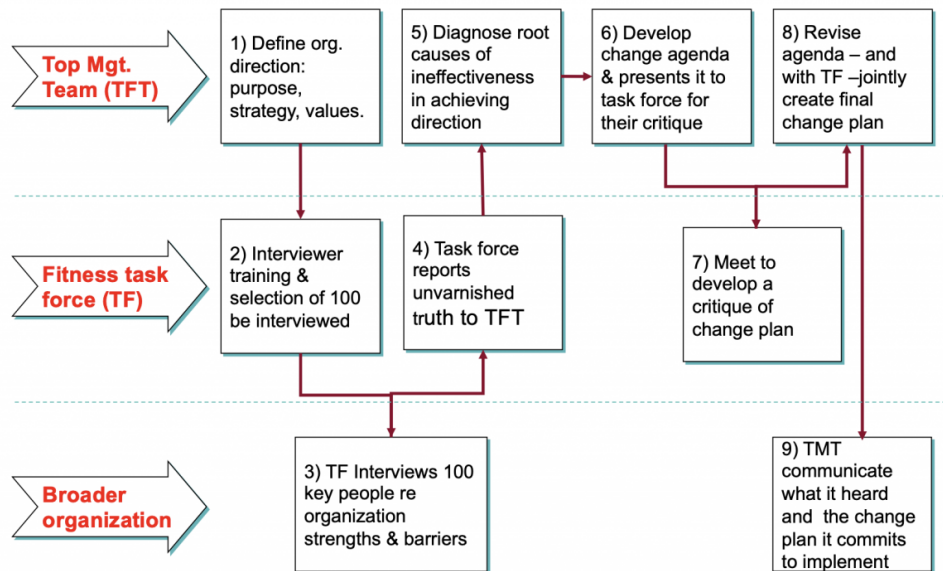 Top Mgt.
Team (TFT)
1) Define org.
direction:
purpose,
strategy, values.
5) Diagnose root
causes of
ineffectiveness
in achieving
direction
6) Develop
change agenda
& presents it to
task force for
their critique
8) Revise
agenda – and
with TF –jointly
create final
change plan
Fitness task
force (TF)
2) Interviewer
training &
selection of 100
be interviewed
4) Task force
reports
unvarnished
truth to TFT
7) Meet to
develop a
critique of
change plan
Broader
organization
3) TF Interviews 100
key people re
organization
strengths & barriers
9) TMT
communicate
what it heard
and the change
plan it commits
to implement